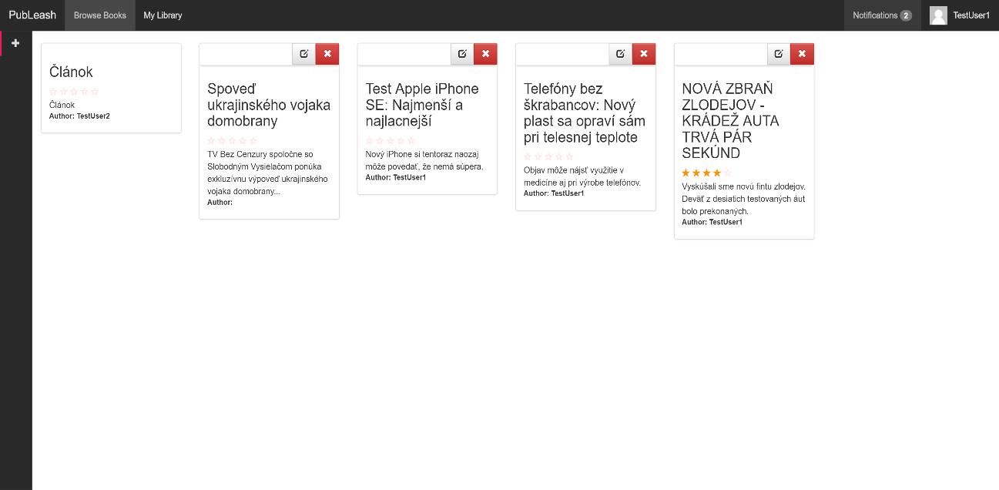 PubLeash
Browse Books
My Library
Notifications 2
TestUser1
Článok
Článok
Author: TestUser2
Spoveď
ukrajinského vojaka
domobrany
TV Bez Cenzury spoločne so
Slobodným Vysielačom ponúka
exkluzívnu výpoveď ukrajinského
vojaka domobrany...
Author:
Test Apple iPhone
SE: Najmenší a
najlacnejší
Nový iPhone si tentoraz naozaj
môže povedať, že nemá súpera.
Author: TestUser1
Telefóny bez
škrabancov: Nový
plast sa opraví sám
pri telesnej teplote
Objav môže nájsť využitie v
medicíne aj pri výrobe telefónov.
Author: TestUser1
NOVÁ ZBRAŇ
ZLODEJOV -
KRÁDEŽ AUTA
TRVÁ PÁR
SEKÚND
Vyskúšali sme novú fintu zlodejov.
Deväť z desiatich testovaných áut
bolo prekonaných.
Author: TestUser1